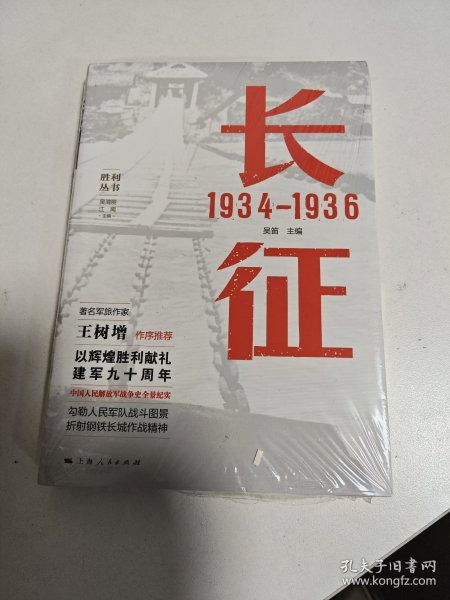 长
1934-1936
吴笛 主编
征
胜利
丛书
江闻
·主编·
著名军旅作家
王树增 作序推荐
以辉煌胜利献礼
建军九十周年
中国人民解放军战争史全景纪实
勾勒人民军队战斗图景
折射钢铁长城作战精神
上海人民出版社
孔夫子旧书网
www.kongfz.com